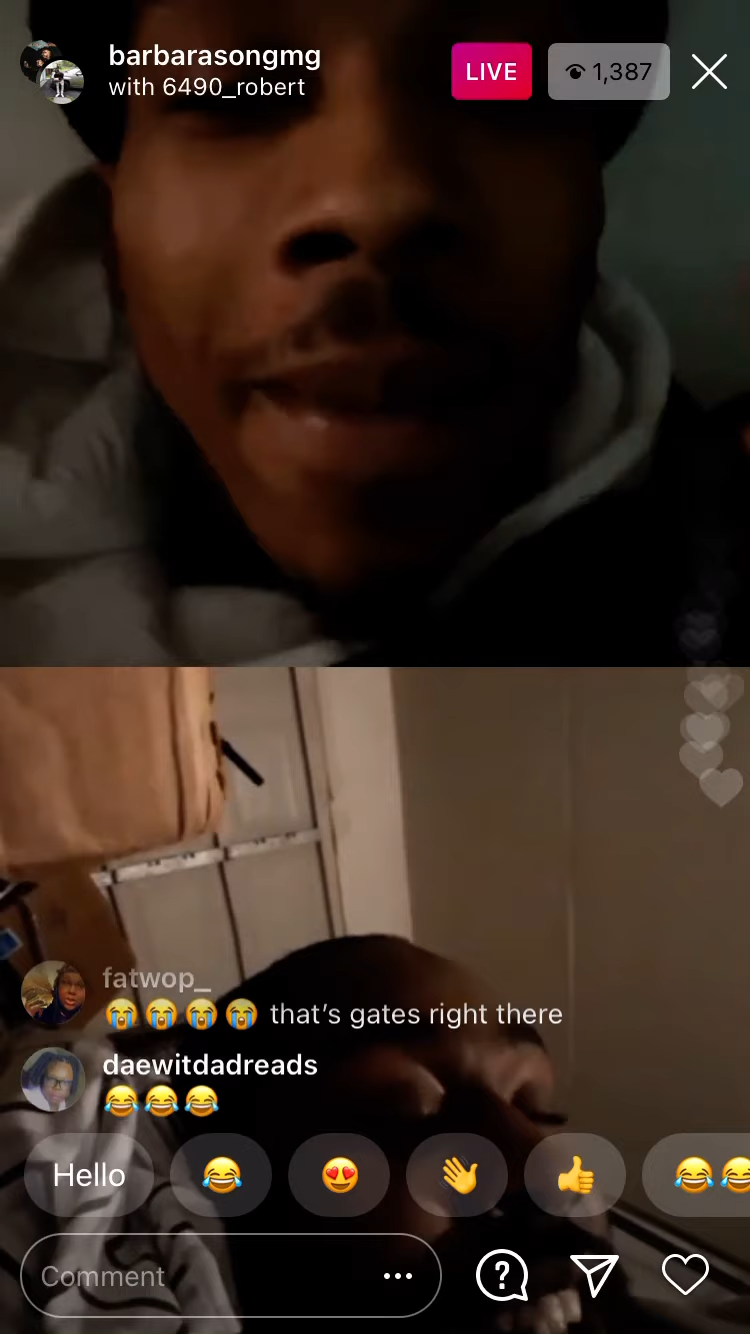 barbarasongmg
with 6490_robert
LIVE
1,387
fatwop_
😭😭😭😭 that's gates right there
daewitdadreads
😂😂😂
Hello 😂 😍 👋 👍 😂😂
Comment